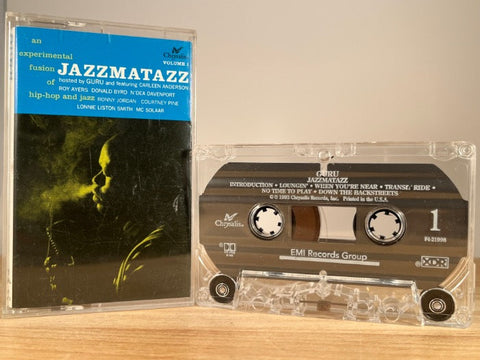 an
experimental
fusion
of
hip-hop and jazz
Chrysalis
VOLUME 1
JAZZMATAZZ
hosted by GURU and featuring CARLEEN ANDERSON
ROY AYERS DONALD BYRD N'DEA DAVENPORT
RONNY JORDAN COURTNEY PINE
LONNIE LISTON SMITH MC SOLAAR
GURU
JAZZMATAZZ
INTRODUCTION • LOUNGIN' • WHEN YOU'RE NEAR • TRANSIT RIDE •
NO TIME TO PLAY • DOWN THE BACKSTREETS
℗ © 1993 Chrysalis Records, Inc. Printed in the U.S.A.
Chrysalis
1
F4-21998
EMI Records Group
XDR